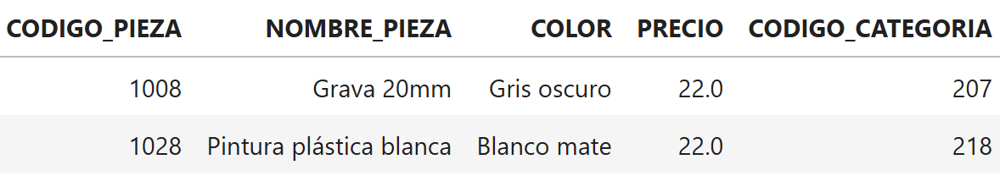 CODIGO_PIEZA NOMBRE_PIEZA COLOR PRECIO CODIGO_CATEGORIA
1008 Grava 20mm Gris oscuro 22.0 207
1028 Pintura plástica blanca Blanco mate 22.0 218